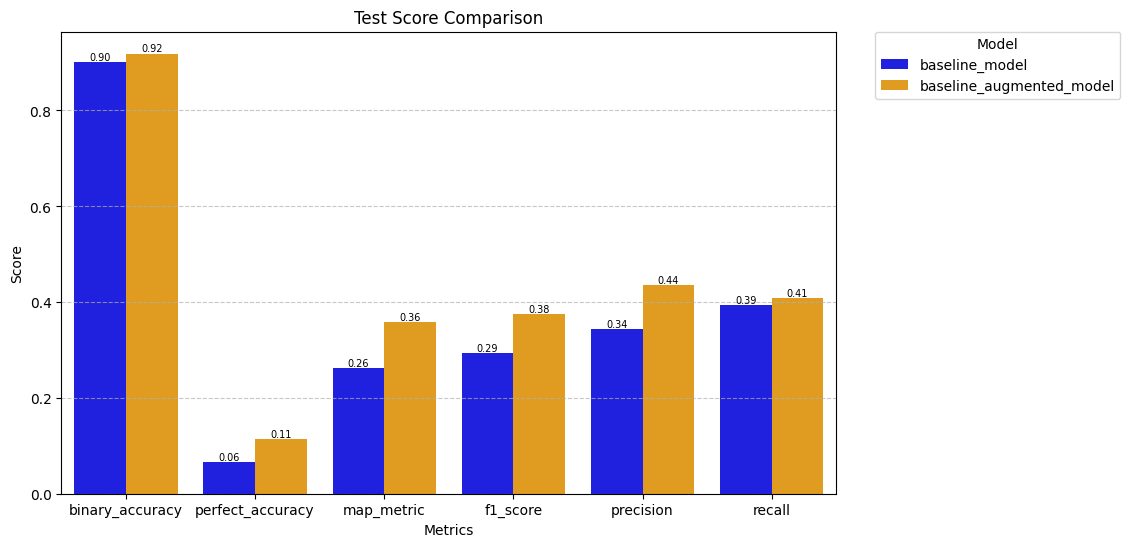 Test Score Comparison
Model
baseline_model
baseline_augmented_model
Score
0.8
0.6
0.4
0.2
0.0
0.90
0.92
0.06
0.11
0.26
0.36
0.29
0.38
0.34
0.44
0.39
0.41
binary_accuracy
perfect_accuracy
map_metric
f1_score
precision
recall
Metrics